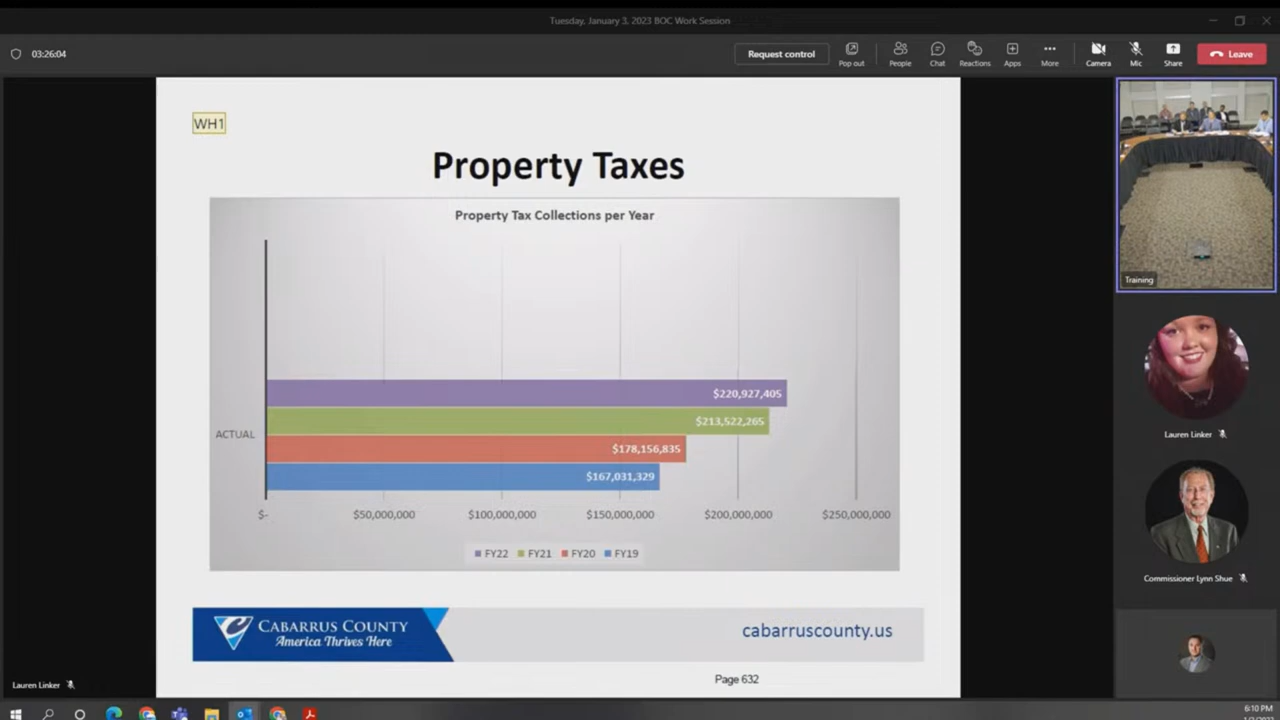 Tuesday, January 3, 2023 BOC Work Session
03:26:04
Request control
Pop out
People
Chat
Reactions
Apps
More
Camera
Mic
Share
Leave
WH1
Property Taxes
Property Tax Collections per Year
$220,927,405
$213,522,265
ACTUAL
$178,156,835
$167,031,329
$-
$50,000,000
$100,000,000
$150,000,000
$200,000,000
$250,000,000
FY22 FY21 FY20 FY19
CABARRUS COUNTY
America Thrives Here
cabarruscounty.us
Page 632
Training
Lauren Linker
Commissioner Lynn Shue
Lauren Linker
6:10 PM